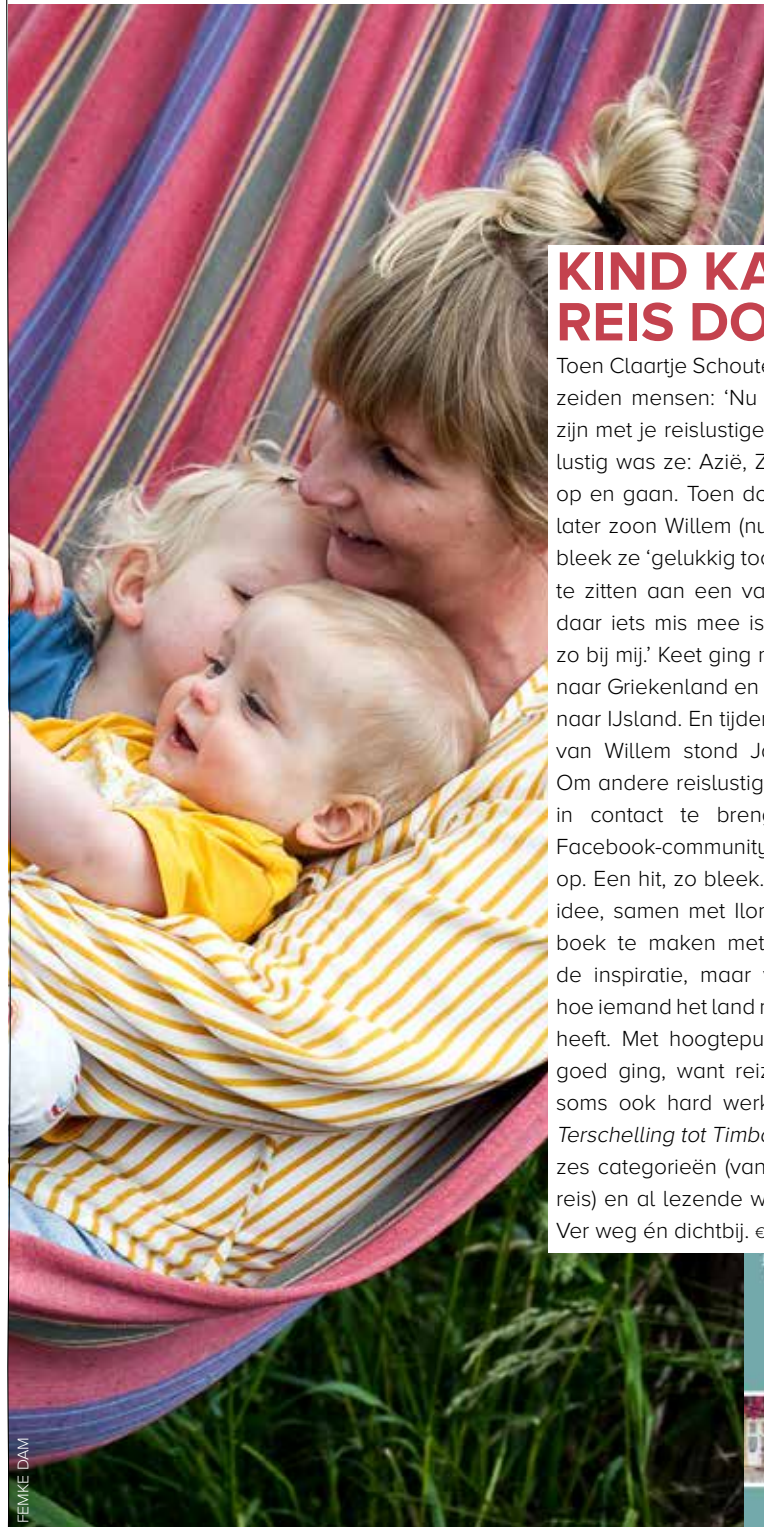 KIND KA
REIS DO
Toen Claartje Schoute
zeiden mensen: ‘Nu
zijn met je reislustige
lustig was ze: Azië, Z
op en gaan. Toen do
later zoon Willem (nu
bleek ze ‘gelukkig too
te zitten aan een va
daar iets mis mee is
zo bij mij.’ Keet ging m
naar Griekenland en
naar IJsland. En tijder
van Willem stond Jo
Om andere reislustig
in contact te breng
Facebook-community
op. Een hit, zo bleek.
idee, samen met Ilor
boek te maken met
de inspiratie, maar v
hoe iemand het land r
heeft. Met hoogtepu
goed ging, want reiz
soms ook hard werk
Terschelling tot Timbo
zes categorieën (van
reis) en al lezende w
Ver weg én dichtbij. €
FEMKE DAM